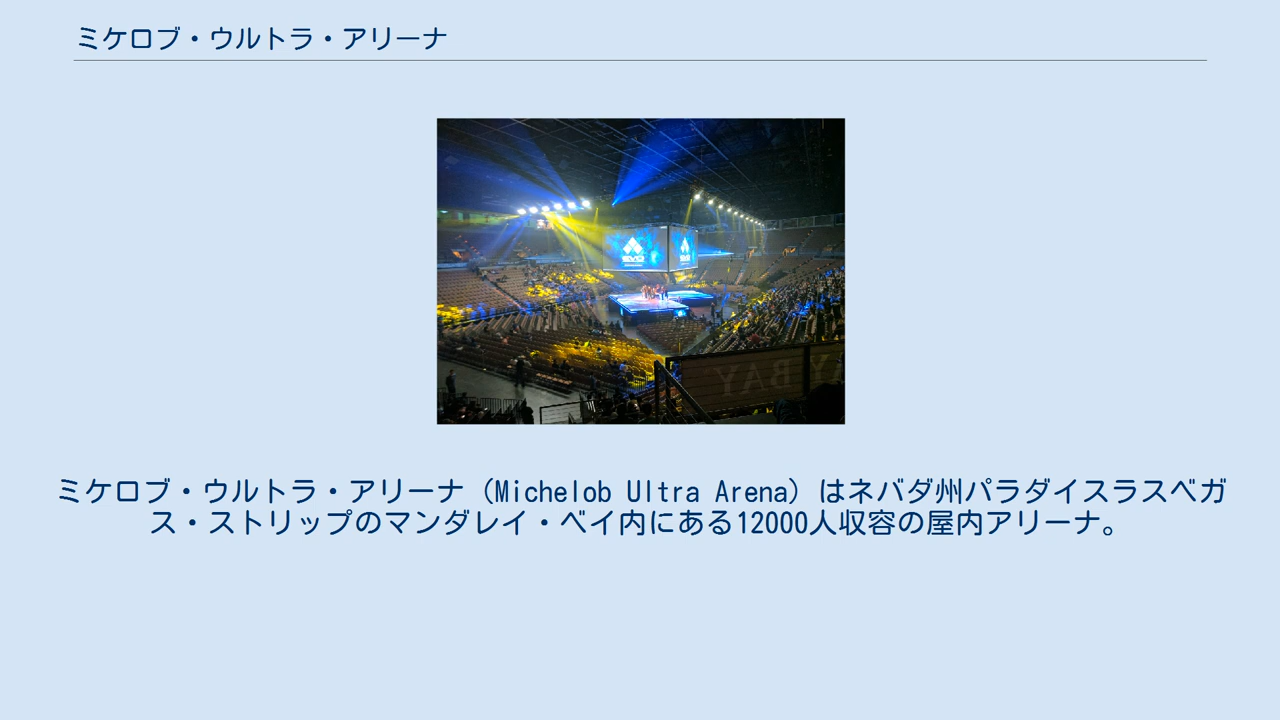 ミケロブ・ウルトラ・アリーナ
EVO
AY BAY
ミケロブ・ウルトラ・アリーナ（Michelob Ultra Arena）はネバダ州パラダイスラスベガ
ス・ストリップのマンダレイ・ベイ内にある12000人収容の屋内アリーナ。